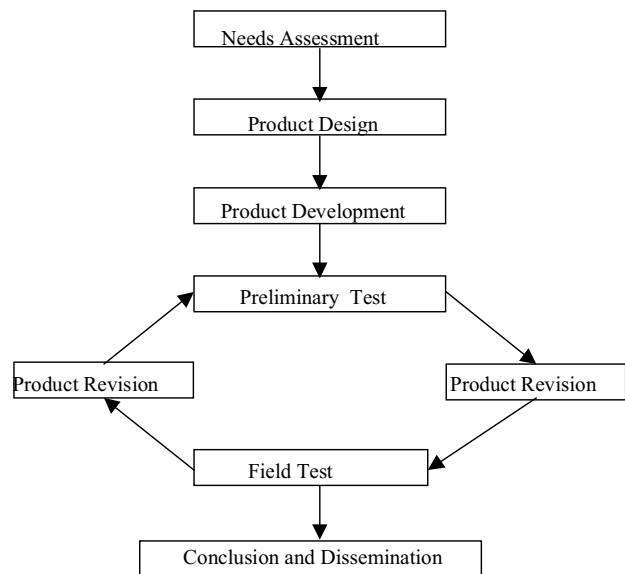 Needs Assessment
Product Design
Product Development
Preliminary Test
Product Revision
Product Revision
Field Test
Conclusion and Dissemination